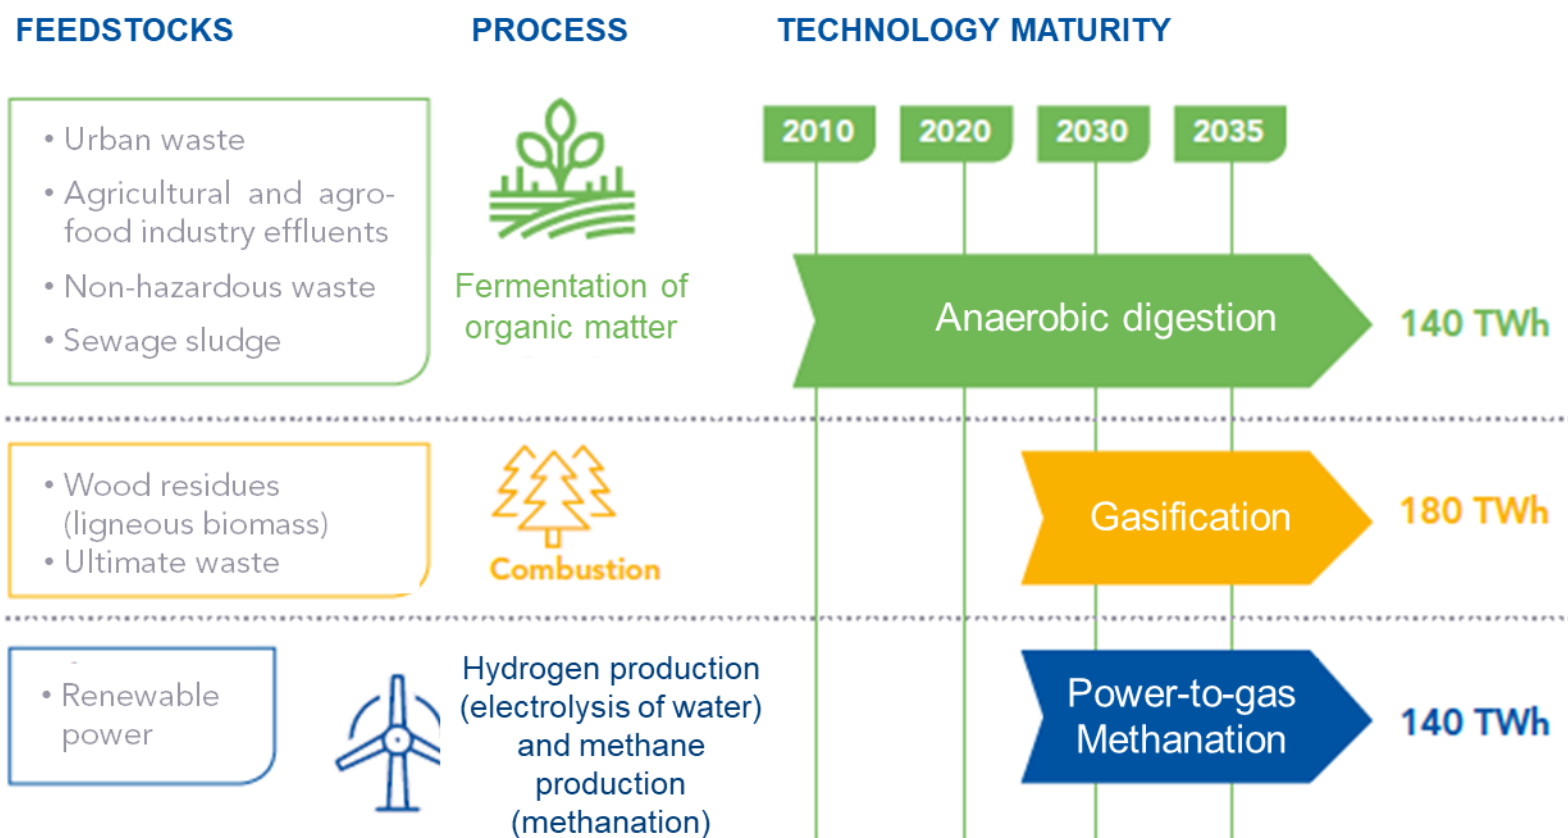 FEEDSTOCKS
PROCESS
TECHNOLOGY MATURITY
2010
2020
2030
2035
• Urban waste
• Agricultural and agro-
food industry effluents
• Non-hazardous waste
• Sewage sludge
Fermentation of
organic matter
Anaerobic digestion
140 TWh
• Wood residues
(ligneous biomass)
• Ultimate waste
Combustion
Gasification
180 TWh
• Renewable
power
Hydrogen production
(electrolysis of water)
and methane
production
(methanation)
Power-to-gas
Methanation
140 TWh